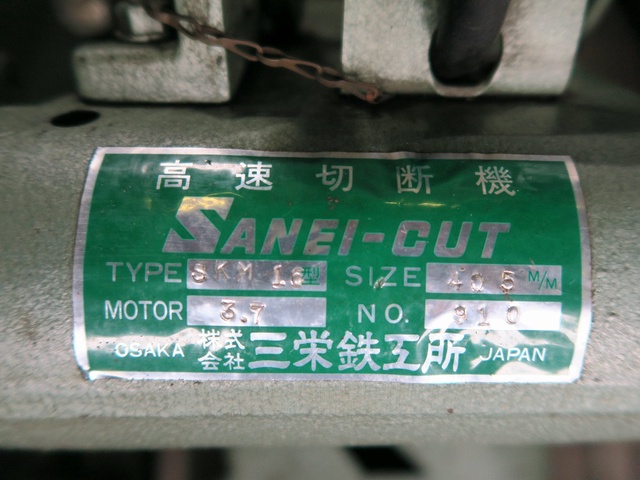 高速切断機
SANEI-CUT
TYPE SKM 16型 SIZE 405 M/M
MOTOR 3.7 NO. 910
OSAKA 株式会社 三栄鉄工所 JAPAN